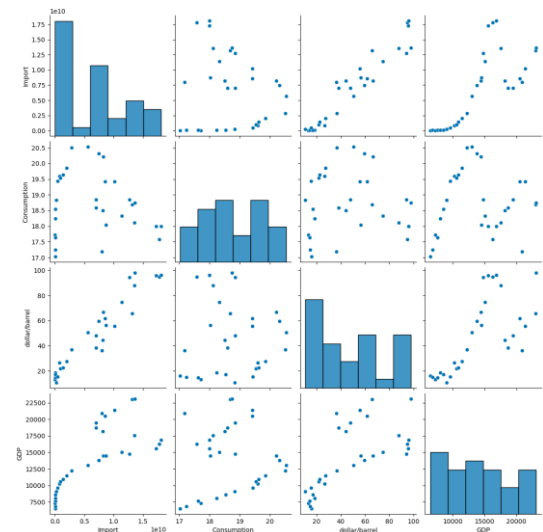 1e10
1.75
1.50
1.25
1.00
0.75
0.50
0.25
0.00
Import
20.5
20.0
19.5
19.0
18.5
18.0
17.5
17.0
Consumption
100
80
60
40
20
dollar/barrel
22500
20000
17500
15000
12500
10000
7500
GDP
0.0 0.5 1.0 1.5
1e10
Import
17 18 19 20
Consumption
20 40 60 80 100
dollar/barrel
10000 15000 20000
GDP